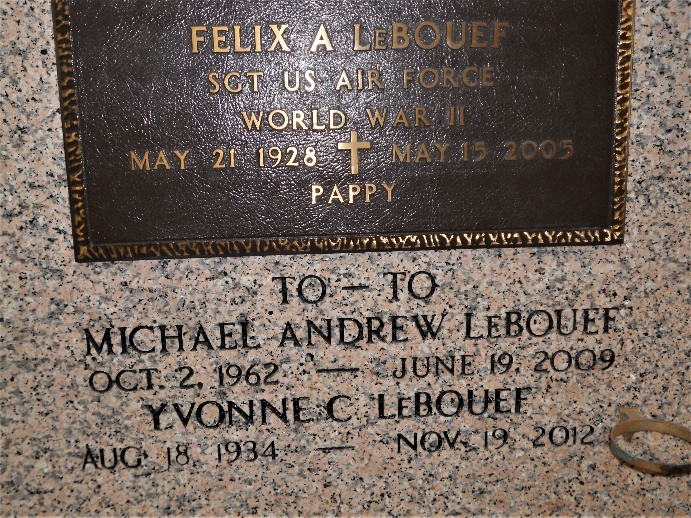 FELIX A LEBOUEF
SGT US AIR FORCE
WORLD WAR II
MAY 21 1928 MAY 15 2005
PAPPY
TO — TO
MICHAEL ANDREW LEBOUEF
OCT. 2, 1962 — JUNE 19, 2009
YVONNE C LEBOUEF
AUG. 18, 1934 — NOV. 19, 2012